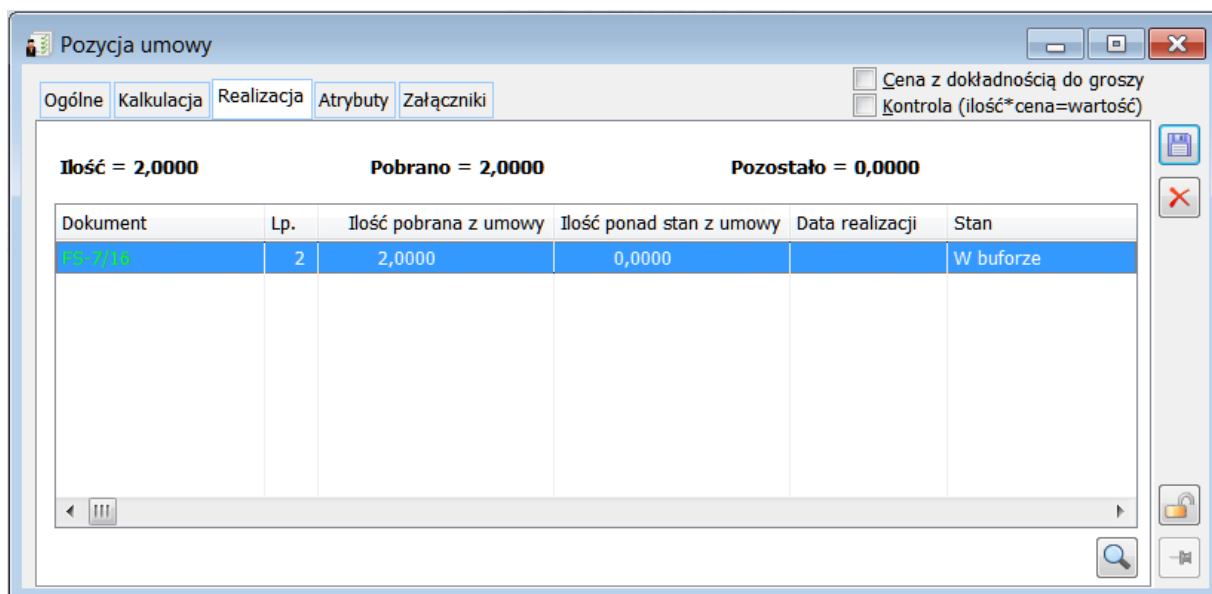 Pozycja umowy
Cena z dokładnością do groszy
Ogólne Kalkulacja Realizacja Atrybuty Załączniki
Kontrola (ilość*cena=wartość)
Ilość = 2,0000 Pobrano = 2,0000 Pozostało = 0,0000
Dokument Lp. Ilość pobrana z umowy Ilość ponad stan z umowy Data realizacji Stan
FS-7/16 2 2,0000 0,0000 W buforze